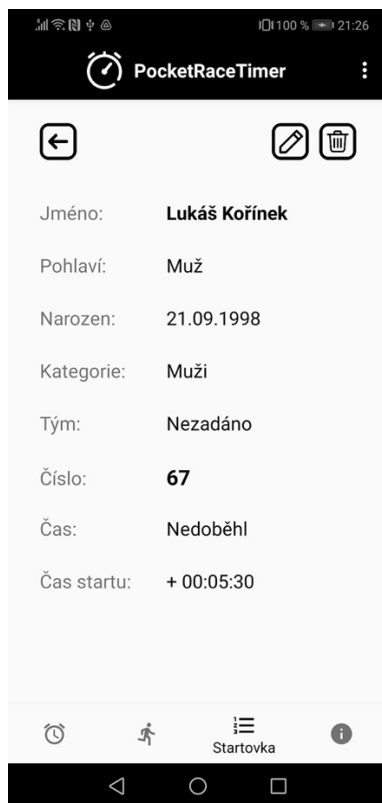 100 % 21:26
PocketRaceTimer
Jméno: Lukáš Kořínek
Pohlaví: Muž
Narozen: 21.09.1998
Kategorie: Muži
Tým: Nezadáno
Číslo: 67
Čas: Nedoběhl
Čas startu: + 00:05:30
Startovka